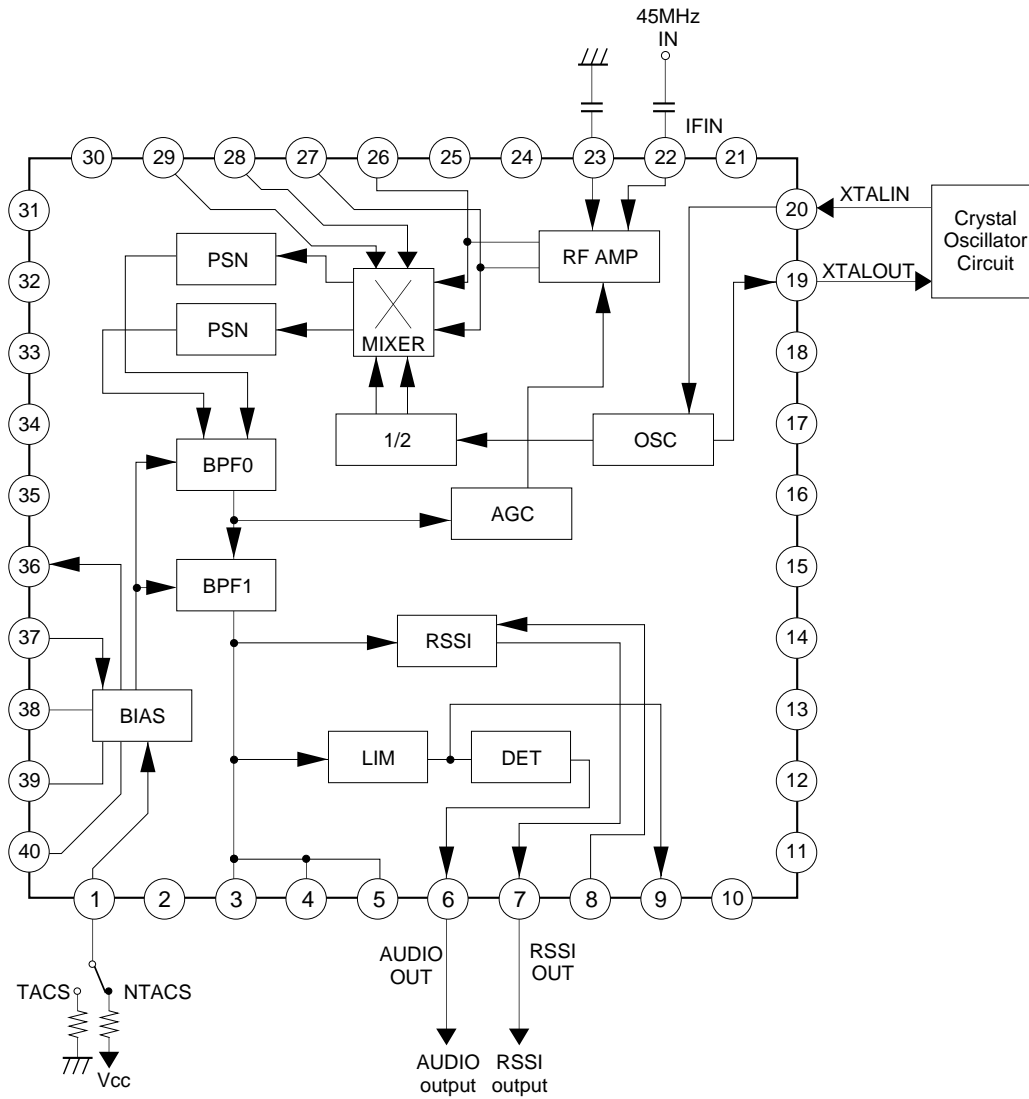 45MHz
IN
IFIN
30 29 28 27 26 25 24 23 22 21
31
20
XTALIN
Crystal
Oscillator
Circuit
PSN
RF AMP
32
19
XTALOUT
PSN
MIXER
33
18
34
17
1/2
OSC
BPF0
35
16
AGC
36
15
BPF1
37
14
RSSI
38
13
BIAS
LIM
DET
39
12
40
11
1 2 3 4 5 6 7 8 9 10
AUDIO
OUT
RSSI
OUT
TACS
NTACS
Vcc
AUDIO
output
RSSI
output